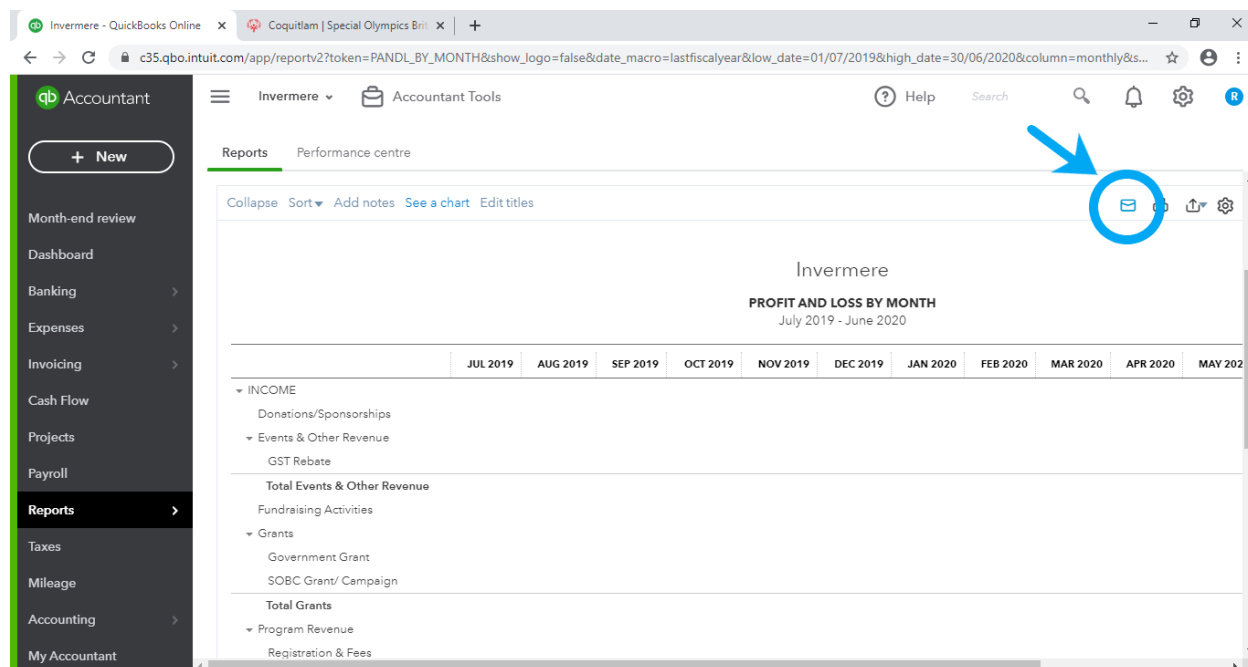 Invermere - QuickBooks Online
Coquitlam | Special Olympics Brit
c35.qbo.intuit.com/app/reportv2?token=PANDL_BY_MONTH&show_logo=false&date_macro=lastfiscalyear&low_date=01/07/2019&high_date=30/06/2020&column=monthly&s...
qb Accountant
Invermere
Accountant Tools
Help
Search
R
+ New
Reports
Performance centre
Collapse Sort Add notes See a chart Edit titles
Month-end review
Dashboard
Banking
Expenses
Invoicing
Cash Flow
Projects
Payroll
Reports
Taxes
Mileage
Accounting
My Accountant
Invermere
PROFIT AND LOSS BY MONTH
July 2019 - June 2020
JUL 2019 AUG 2019 SEP 2019 OCT 2019 NOV 2019 DEC 2019 JAN 2020 FEB 2020 MAR 2020 APR 2020 MAY 202
INCOME
Donations/Sponsorships
Events & Other Revenue
GST Rebate
Total Events & Other Revenue
Fundraising Activities
Grants
Government Grant
SOBC Grant/ Campaign
Total Grants
Program Revenue
Registration & Fees